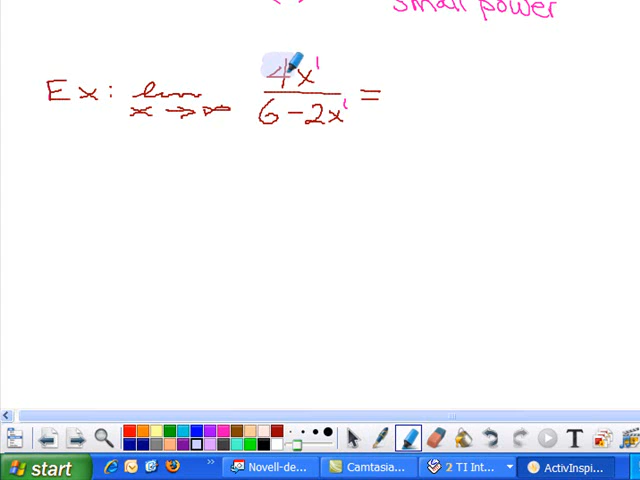 small power
Ex: lim x→∞ 4x¹ / 6-2x¹ =
T
start
»
Novell-de...
Camtasia...
2 TI Int...
ActivInspi...